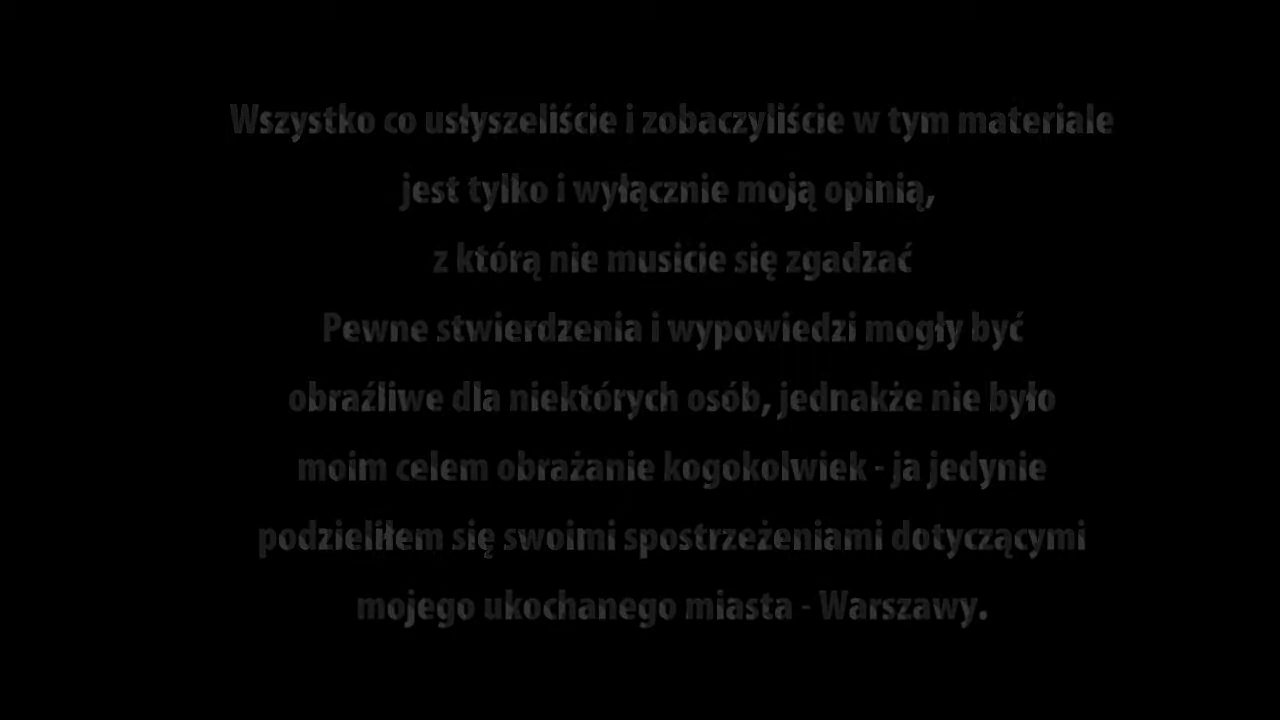 Wszystko co usłyszeliście i zobaczyliście w tym materiale
jest tylko i wyłącznie moją opinią,
z którą nie musicie się zgadzać
Pewne stwierdzenia i wypowiedzi mogły być
obraźliwe dla niektórych osób, jednakże nie było
moim celem obrażanie kogokolwiek - ja jedynie
podzieliłem się swoimi spostrzeżeniami dotyczącymi
mojego ukochanego miasta - Warszawy.